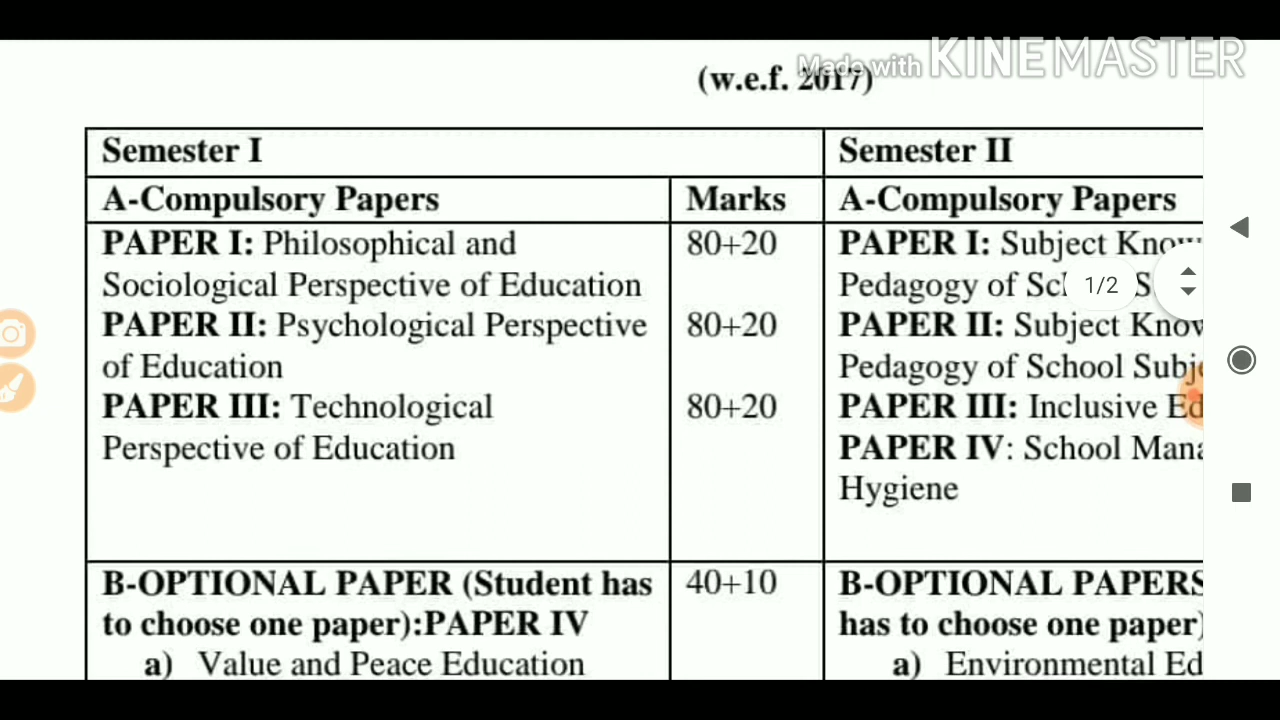 Made with KINEMASTER
(w.e.f. 2017)
Semester I
Semester II
A-Compulsory Papers
Marks
A-Compulsory Papers
PAPER I: Philosophical and
Sociological Perspective of Education
80+20
PAPER II: Psychological Perspective
of Education
80+20
PAPER III: Technological
Perspective of Education
80+20
PAPER I: Subject
Pedagogy of
PAPER II: Subject
Pedagogy of School
PAPER III: Inclusive
PAPER IV: School
Hygiene
1/2
B-OPTIONAL PAPER (Student has
to choose one paper):PAPER IV
a) Value and Peace Education
40+10
B-OPTIONAL PAPERS
has to choose one paper)
a) Environmental